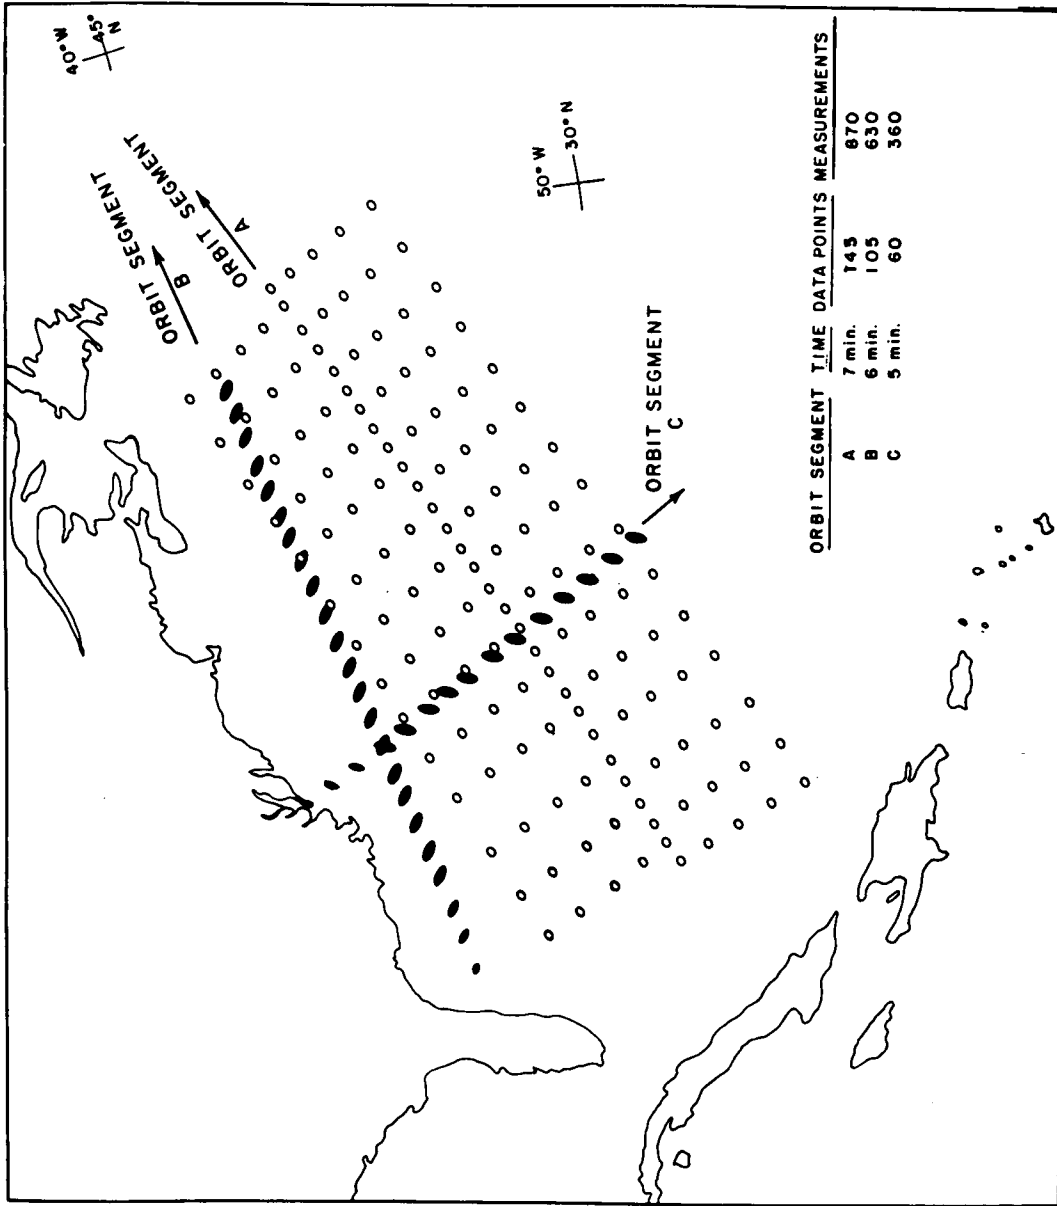 40° W
45°
N
ORBIT SEGMENT
B
ORBIT SEGMENT
A
50° W
30° N
ORBIT SEGMENT
C
ORBIT SEGMENT TIME DATA POINTS MEASUREMENTS
A 7 min. 145 870
B 6 min. 105 630
C 5 min. 60 360